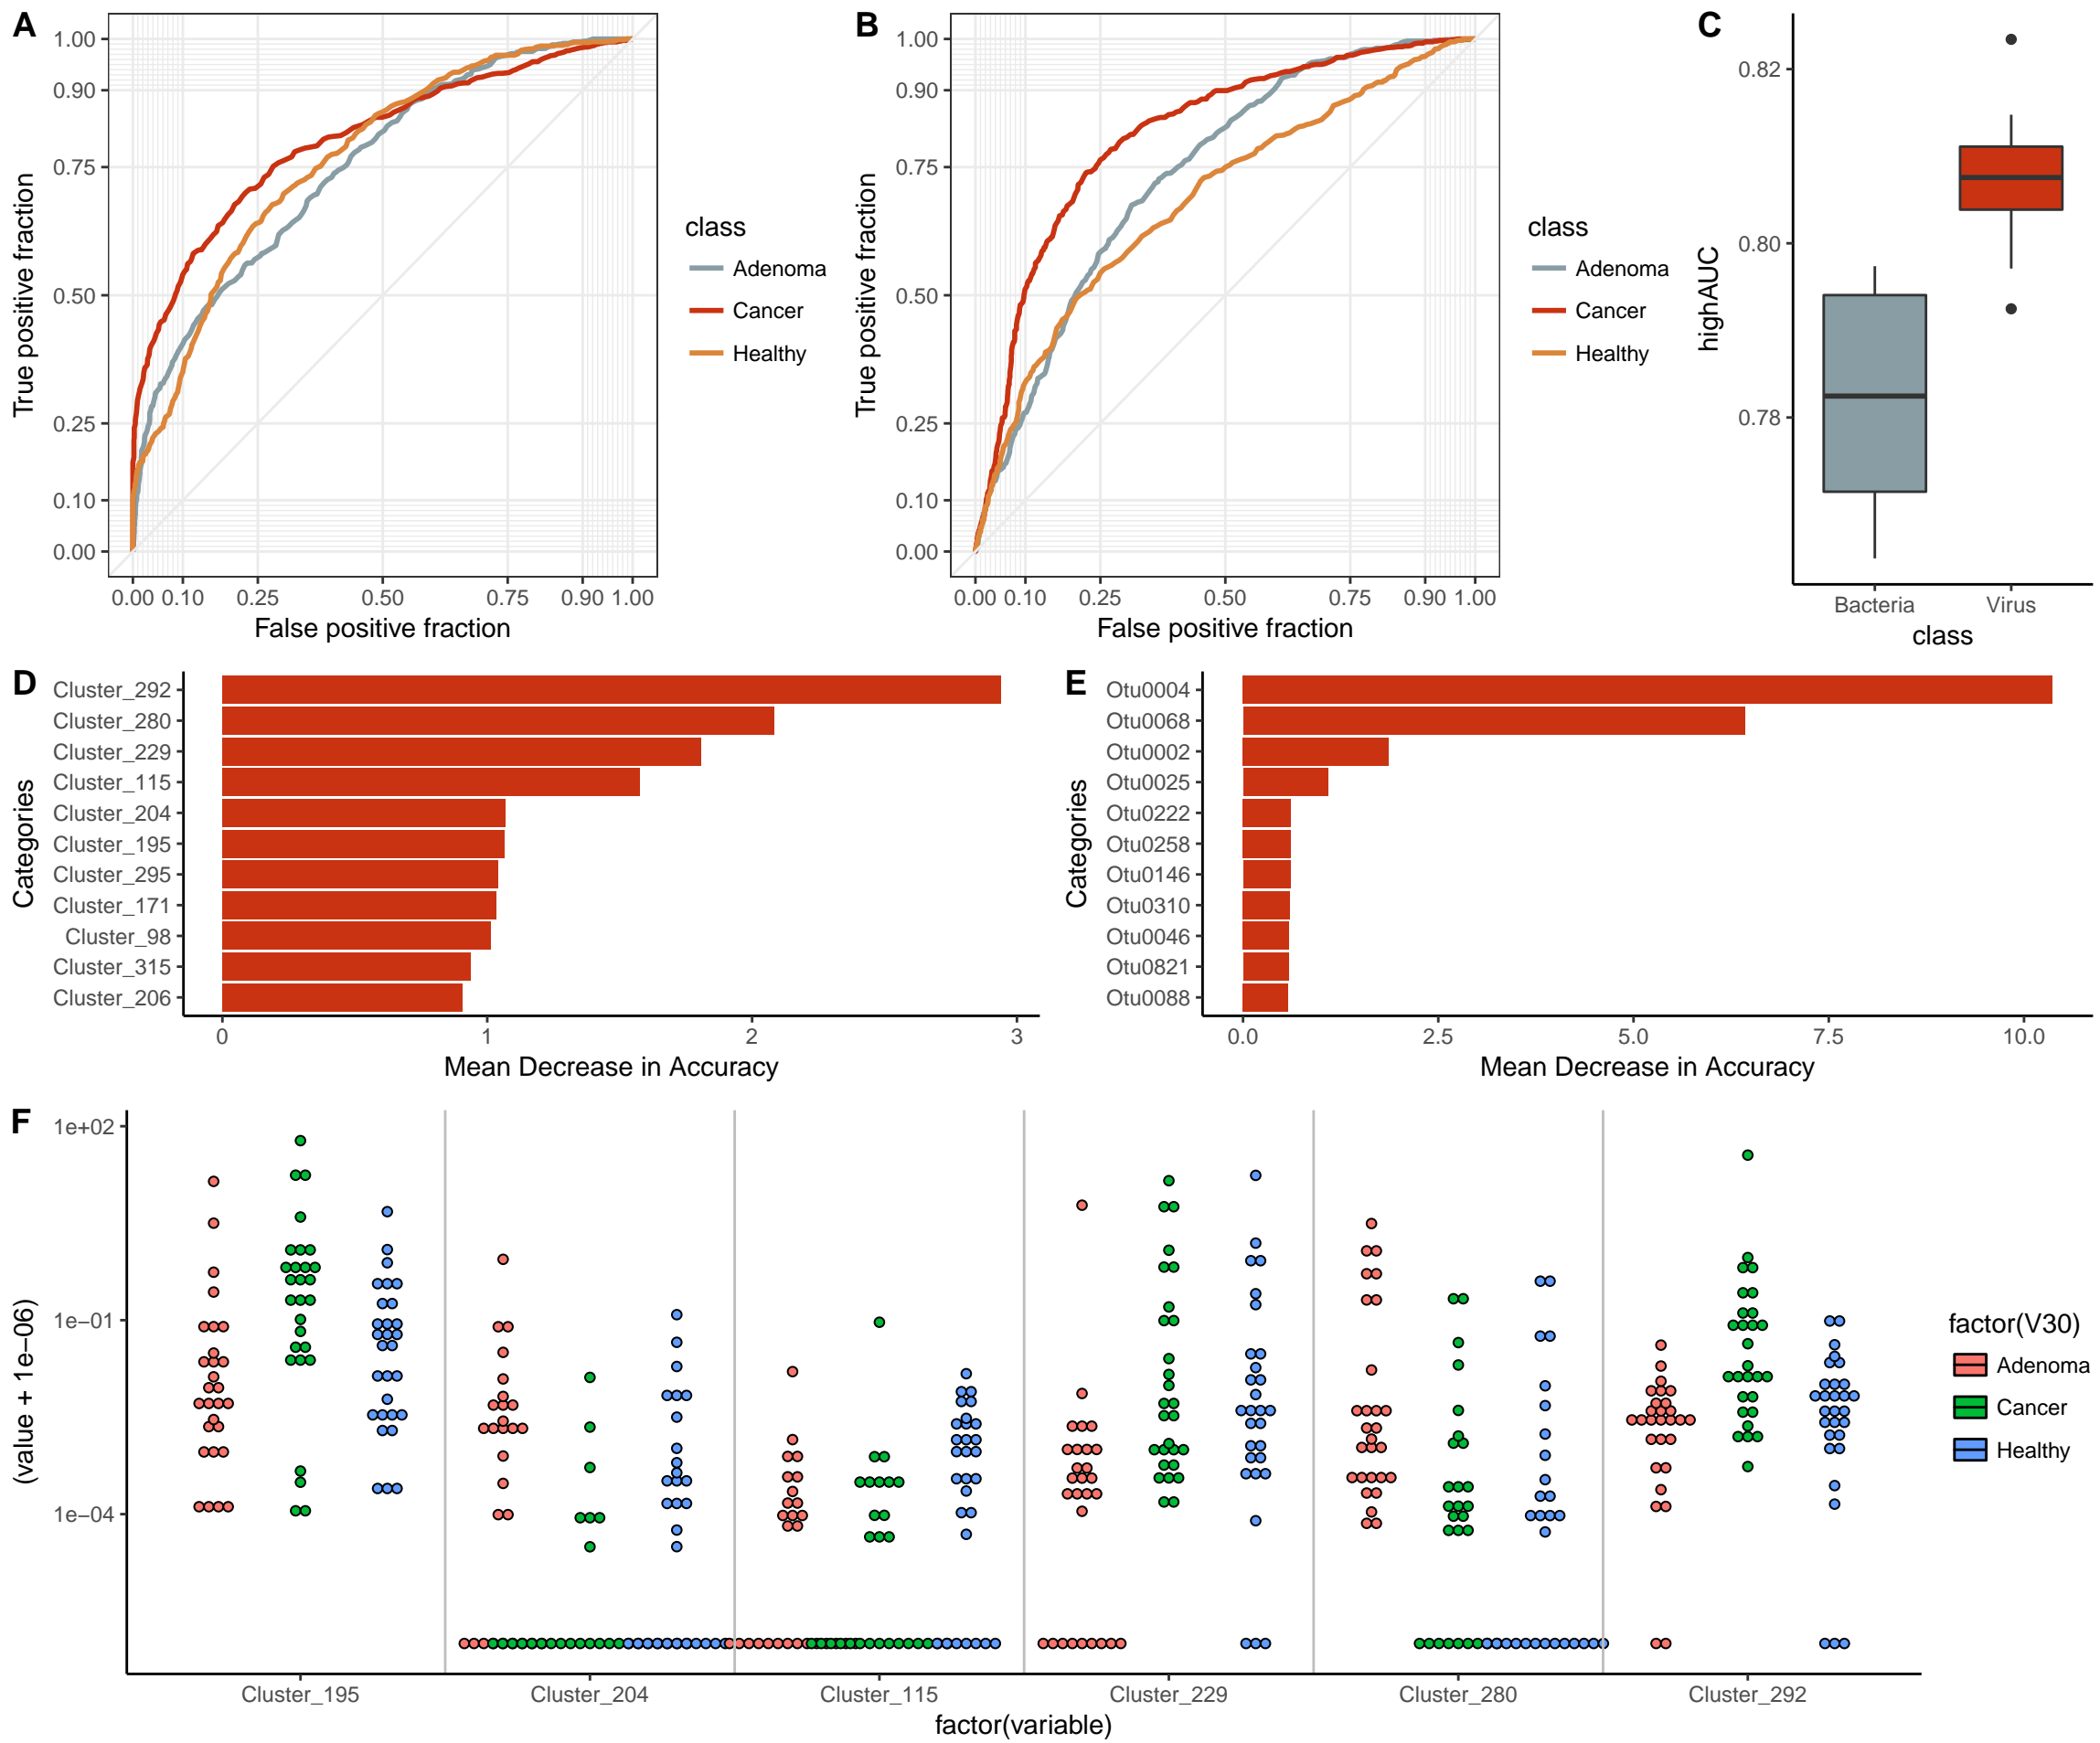 A
True positive fraction
1.00
0.90
0.75
0.50
0.25
0.10
0.00
0.00 0.10 0.25 0.50 0.75 0.90 1.00
False positive fraction
class
Adenoma
Cancer
Healthy
B
True positive fraction
1.00
0.90
0.75
0.50
0.25
0.10
0.00
0.00 0.10 0.25 0.50 0.75 0.90 1.00
False positive fraction
class
Adenoma
Cancer
Healthy
C
highAUC
0.82
0.80
0.78
Bacteria Virus
class
D
Categories
Cluster_292
Cluster_280
Cluster_229
Cluster_115
Cluster_204
Cluster_195
Cluster_295
Cluster_171
Cluster_98
Cluster_315
Cluster_206
0 1 2 3
Mean Decrease in Accuracy
E
Categories
Otu0004
Otu0068
Otu0002
Otu0025
Otu0222
Otu0258
Otu0146
Otu0310
Otu0046
Otu0821
Otu0088
0.0 2.5 5.0 7.5 10.0
Mean Decrease in Accuracy
F
(value + 1e−06)
1e+02
1e−01
1e−04
Cluster_195 Cluster_204 Cluster_115 Cluster_229 Cluster_280 Cluster_292
factor(variable)
factor(V30)
Adenoma
Cancer
Healthy